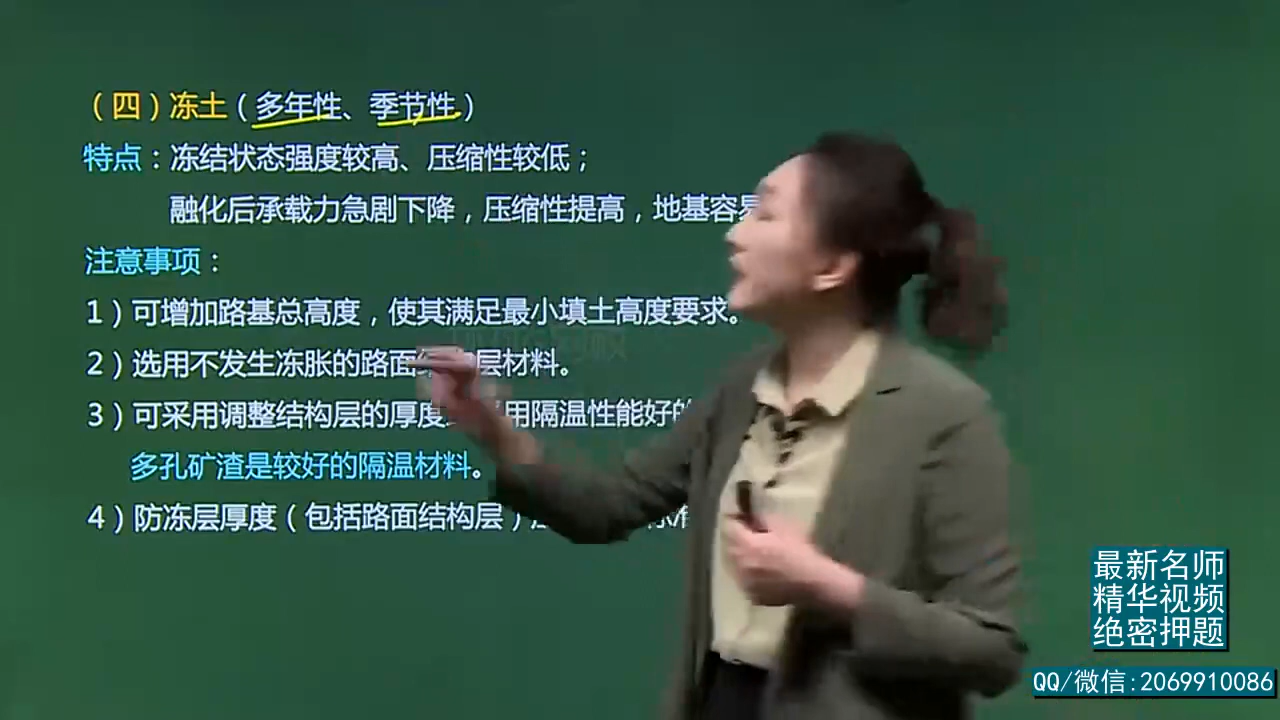 （四）冻土（多年性、季节性）
特点：冻结状态强度较高、压缩性较低；
融化后承载力急剧下降，压缩性提高，地基容易
注意事项：
1）可增加路基总高度，使其满足最小填土高度要求。
2）选用不发生冻胀的路面 层材料。
3）可采用调整结构层的厚度 用隔温性能好的
多孔矿渣是较好的隔温材料。
4）防冻层厚度（包括路面结构层）
最新名师
精华视频
绝密押题
QQ/微信:2069910086